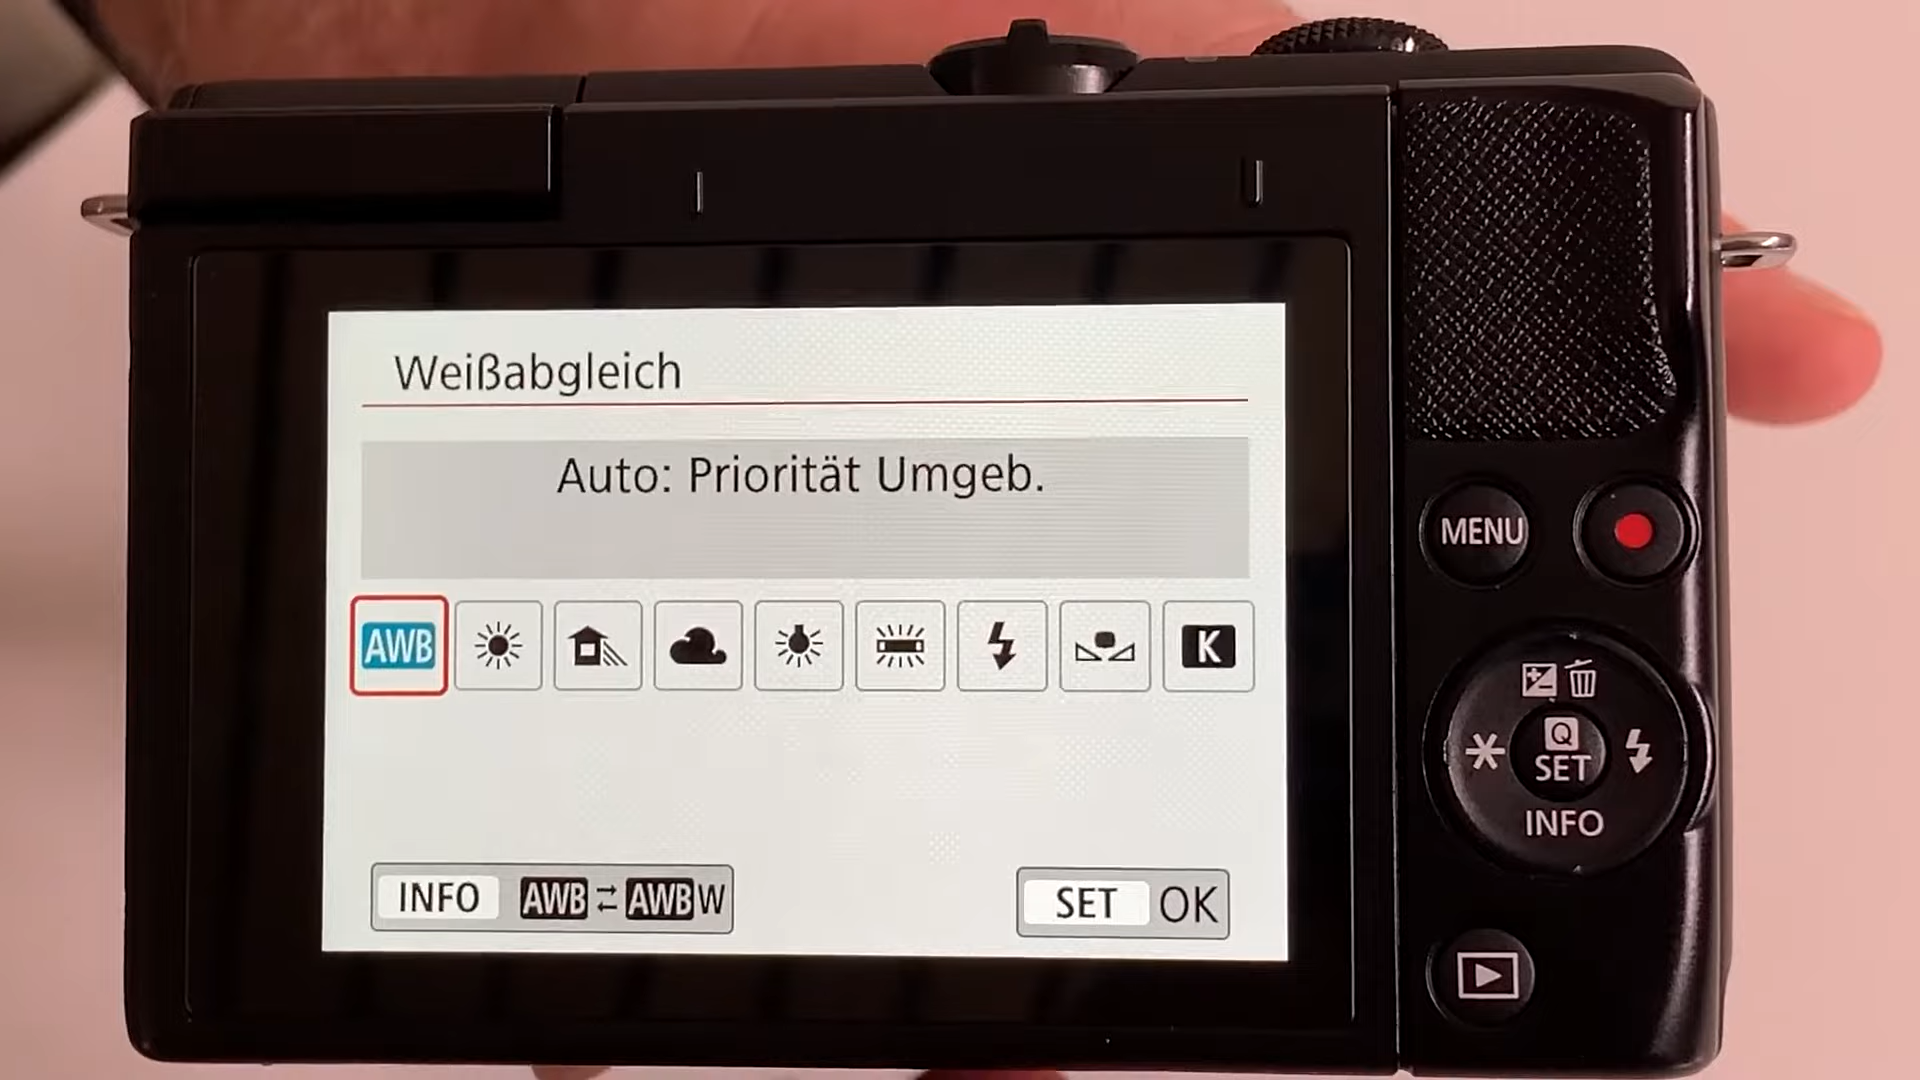 Weißabgleich
Auto: Priorität Umgeb.
AWB
K
INFO AWB AWBW
SET OK
MENU
Q
SET
INFO